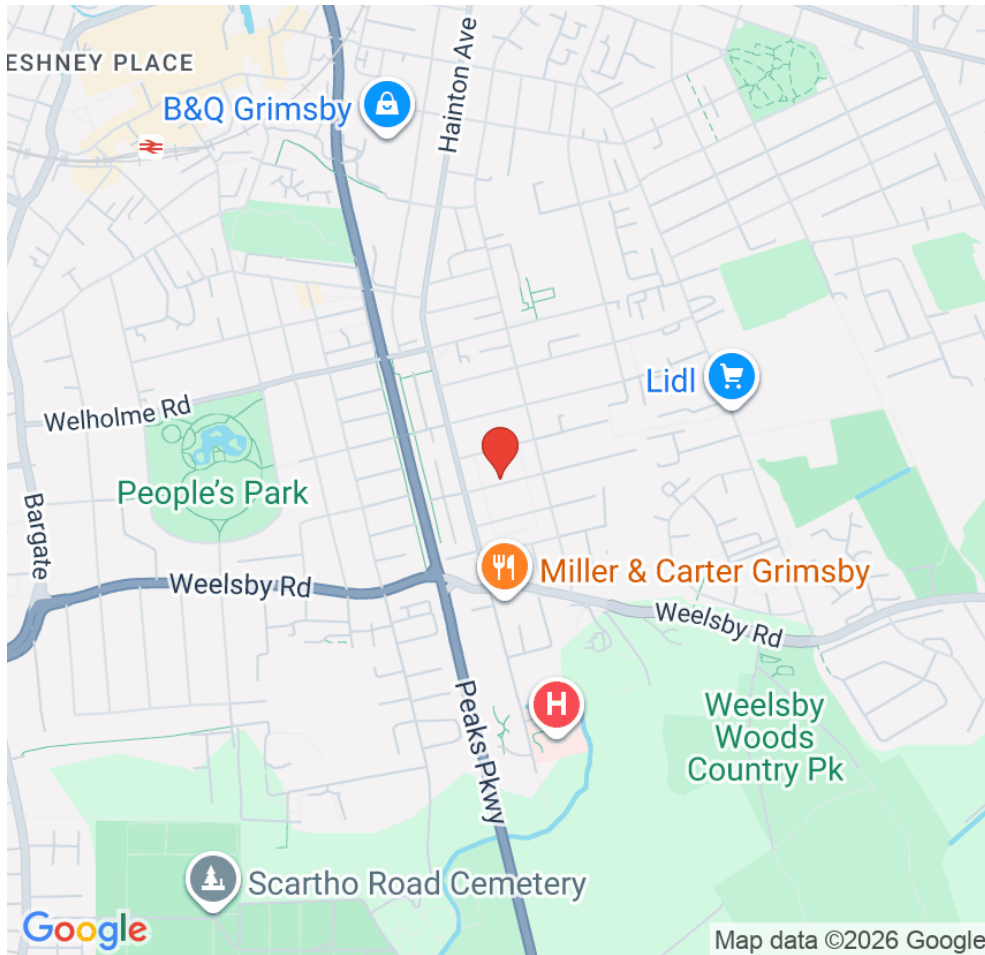 ESHNEY PLACE
B&Q Grimsby
Hainton Ave
Lidl
Welholme Rd
People's Park
Bargate
Weelsby Rd
Miller & Carter Grimsby
Weelsby Rd
H
Peaks Pkwy
Weelsby
Woods
Country Pk
Scartho Road Cemetery
Google
Map data ©2026 Google